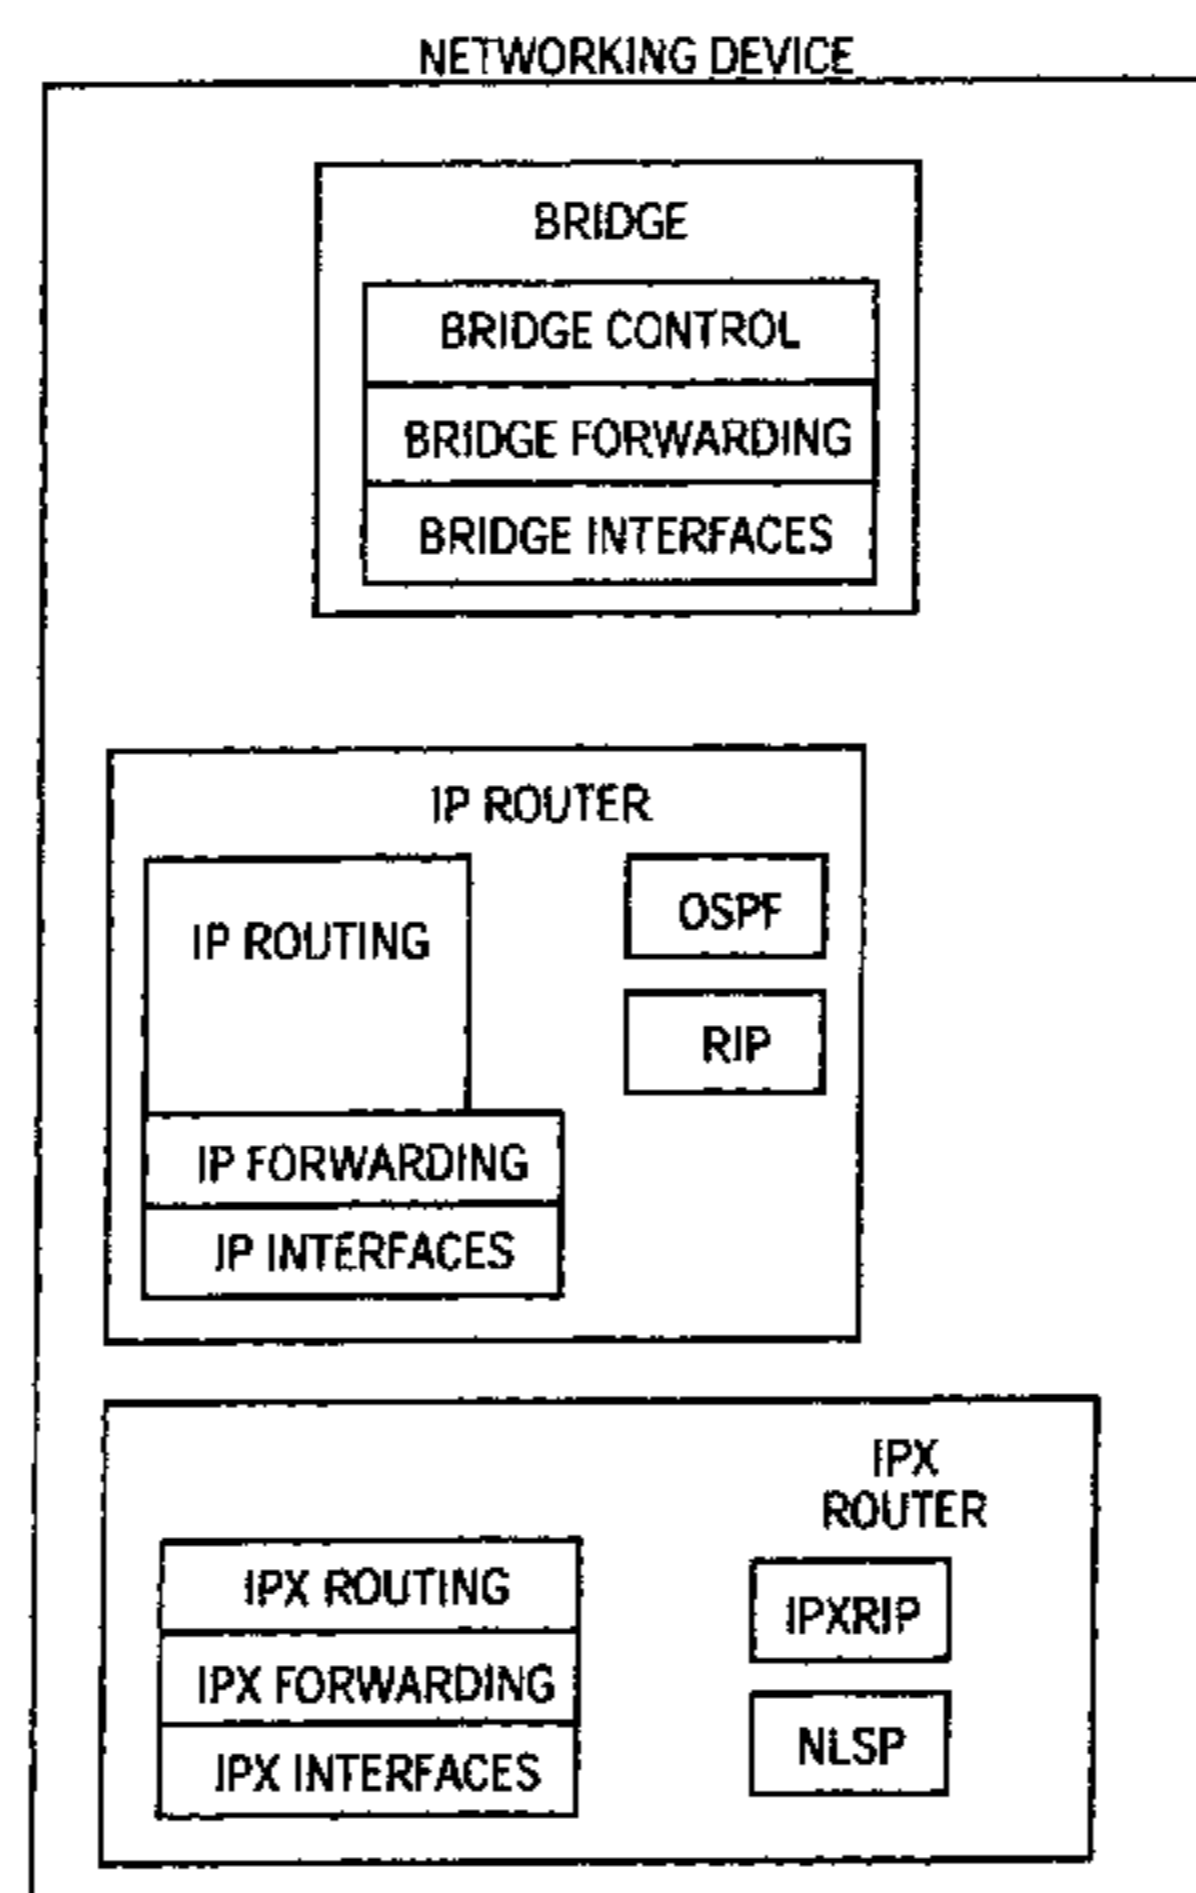 NETWORKING DEVICE
BRIDGE
BRIDGE CONTROL
BRIDGE FORWARDING
BRIDGE INTERFACES
IP ROUTER
IP ROUTING
OSPF
RIP
IP FORWARDING
IP INTERFACES
IPX
ROUTER
IPX ROUTING
IPX FORWARDING
IPX INTERFACES
IPXRIP
NLSP